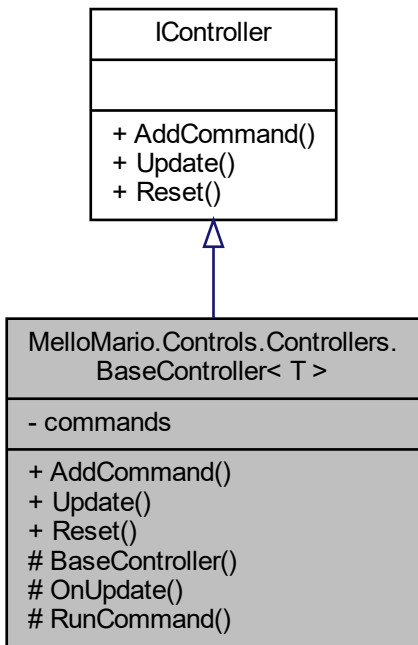 IController
+ AddCommand()
+ Update()
+ Reset()
MelloMario.Controls.Controllers.
BaseController< T >
- commands
+ AddCommand()
+ Update()
+ Reset()
# BaseController()
# OnUpdate()
# RunCommand()